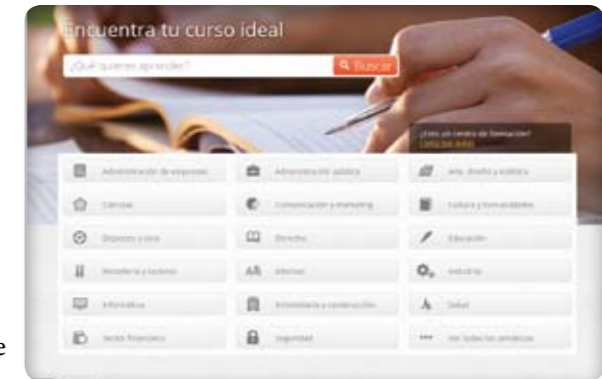 Encuentra tu curso ideal
¿Qué quieres aprender?
Buscar
¿Eres un centro de formación?
Administración de empresas
Administración pública
Arte, diseño y estética
Ciencias
Comunicación y marketing
Cultura y humanidades
Deportes y ocio
Derecho
Educación
Hostelería y turismo
Idiomas
Industria
Informática
Inmobiliaria y construcción
Salud
Sector financiero
Seguridad
Ver todas las temáticas
e